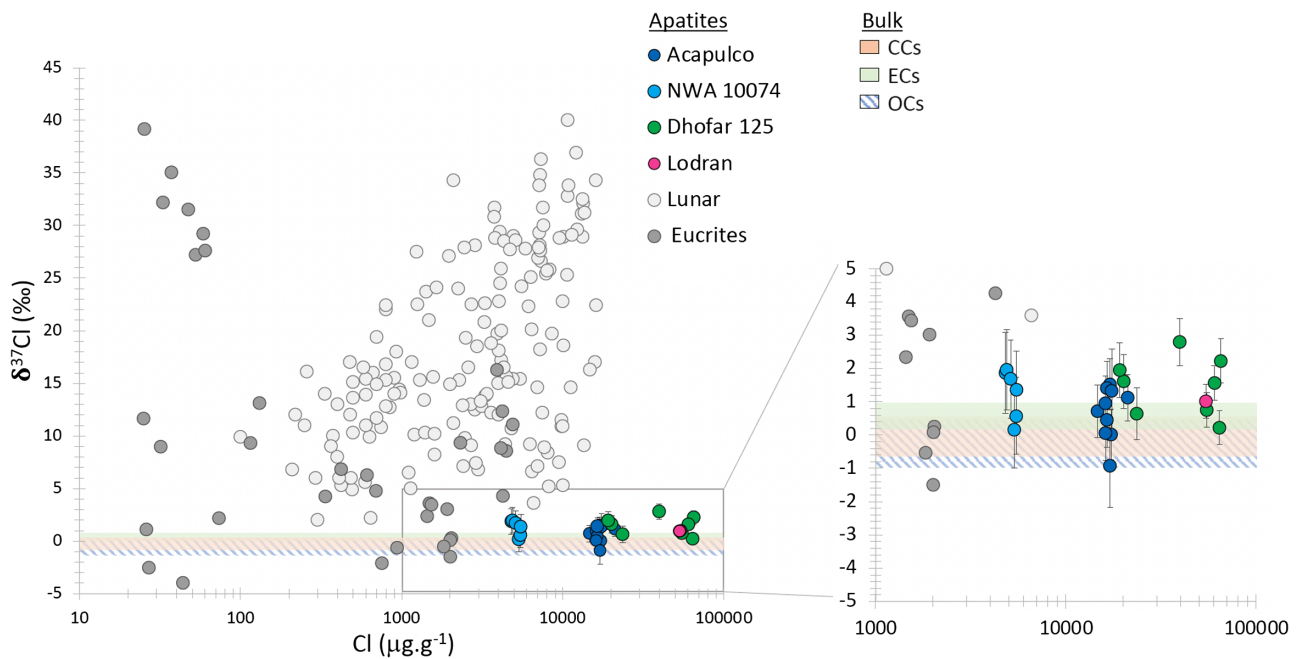 Apatites
Acapulco
NWA 10074
Dhofar 125
Lodran
Lunar
Eucrites
Bulk
CCs
ECs
OCs
δ³⁷Cl (‰)
45
40
35
30
25
20
15
10
5
0
-5
10
100
1000
10000
100000
Cl (μg.g⁻¹)
5
4
3
2
1
0
-1
-2
-3
-4
-5
1000
10000
100000